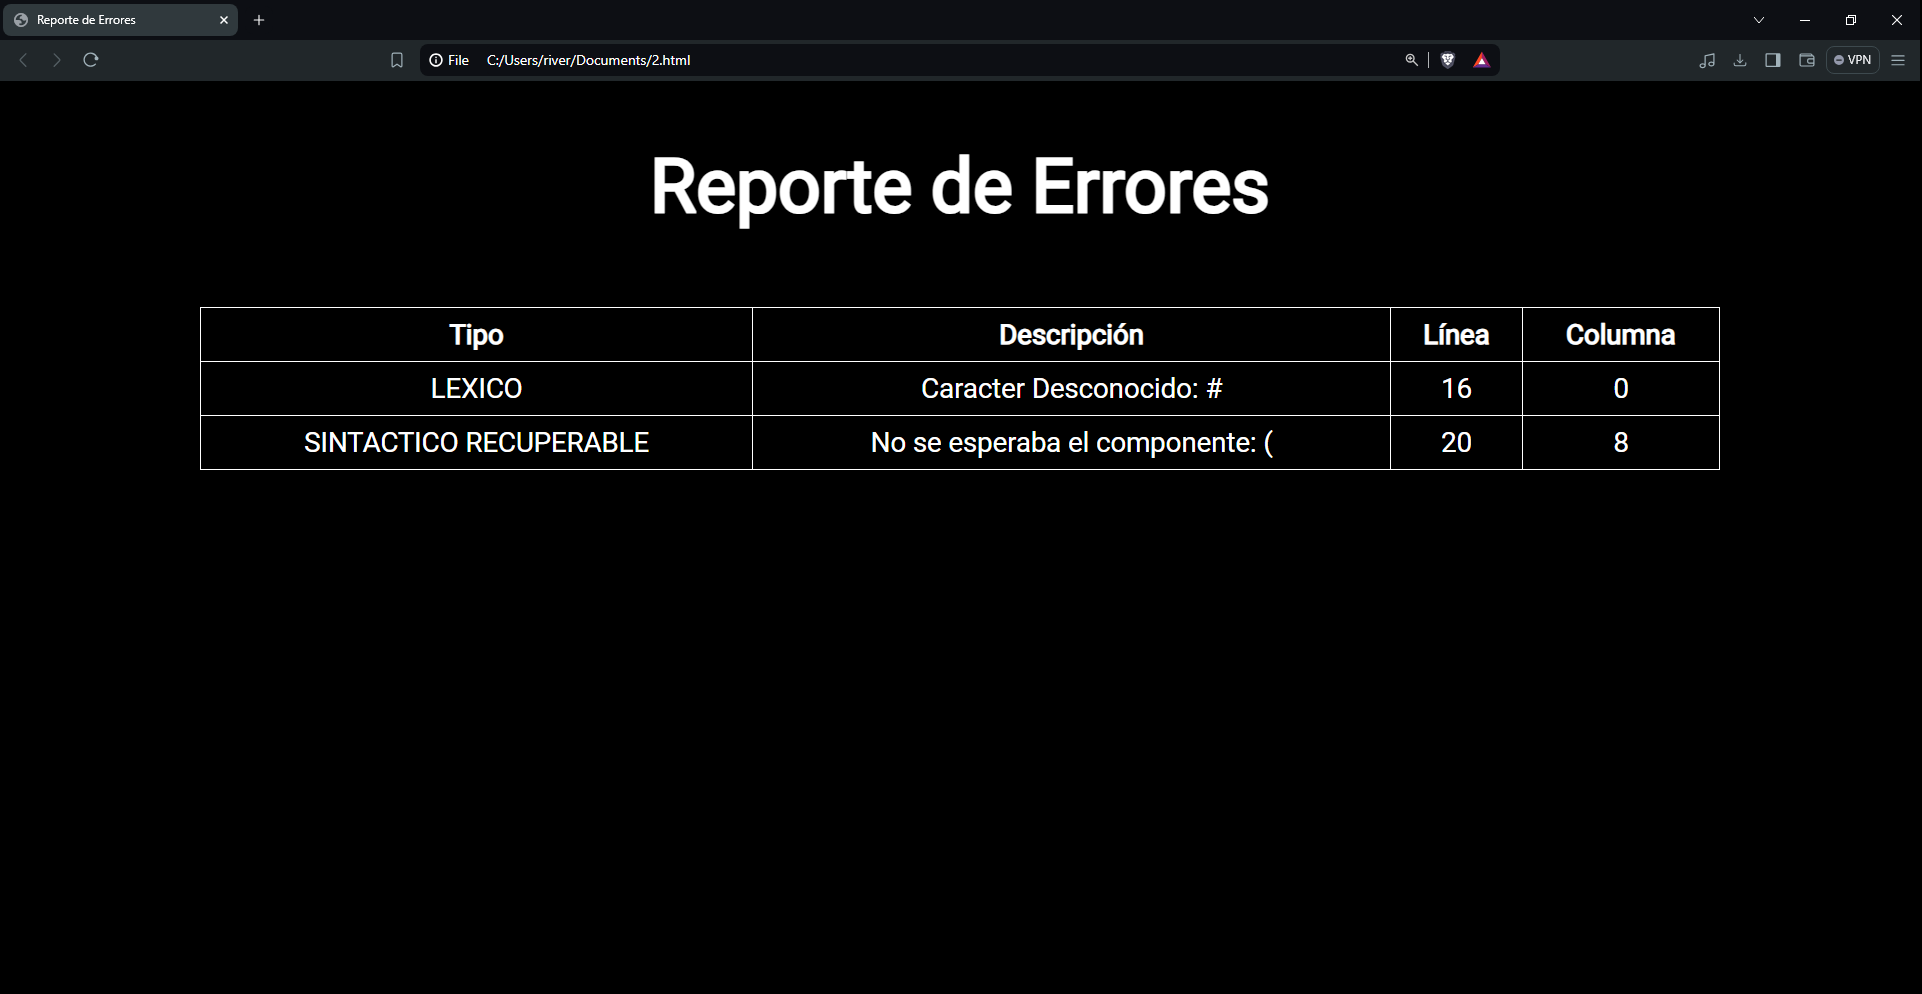 Reporte de Errores
File C:/Users/river/Documents/2.html
VPN
Reporte de Errores
Tipo Descripción Línea Columna
LEXICO Caracter Desconocido: # 16 0
SINTACTICO RECUPERABLE No se esperaba el componente: ( 20 8